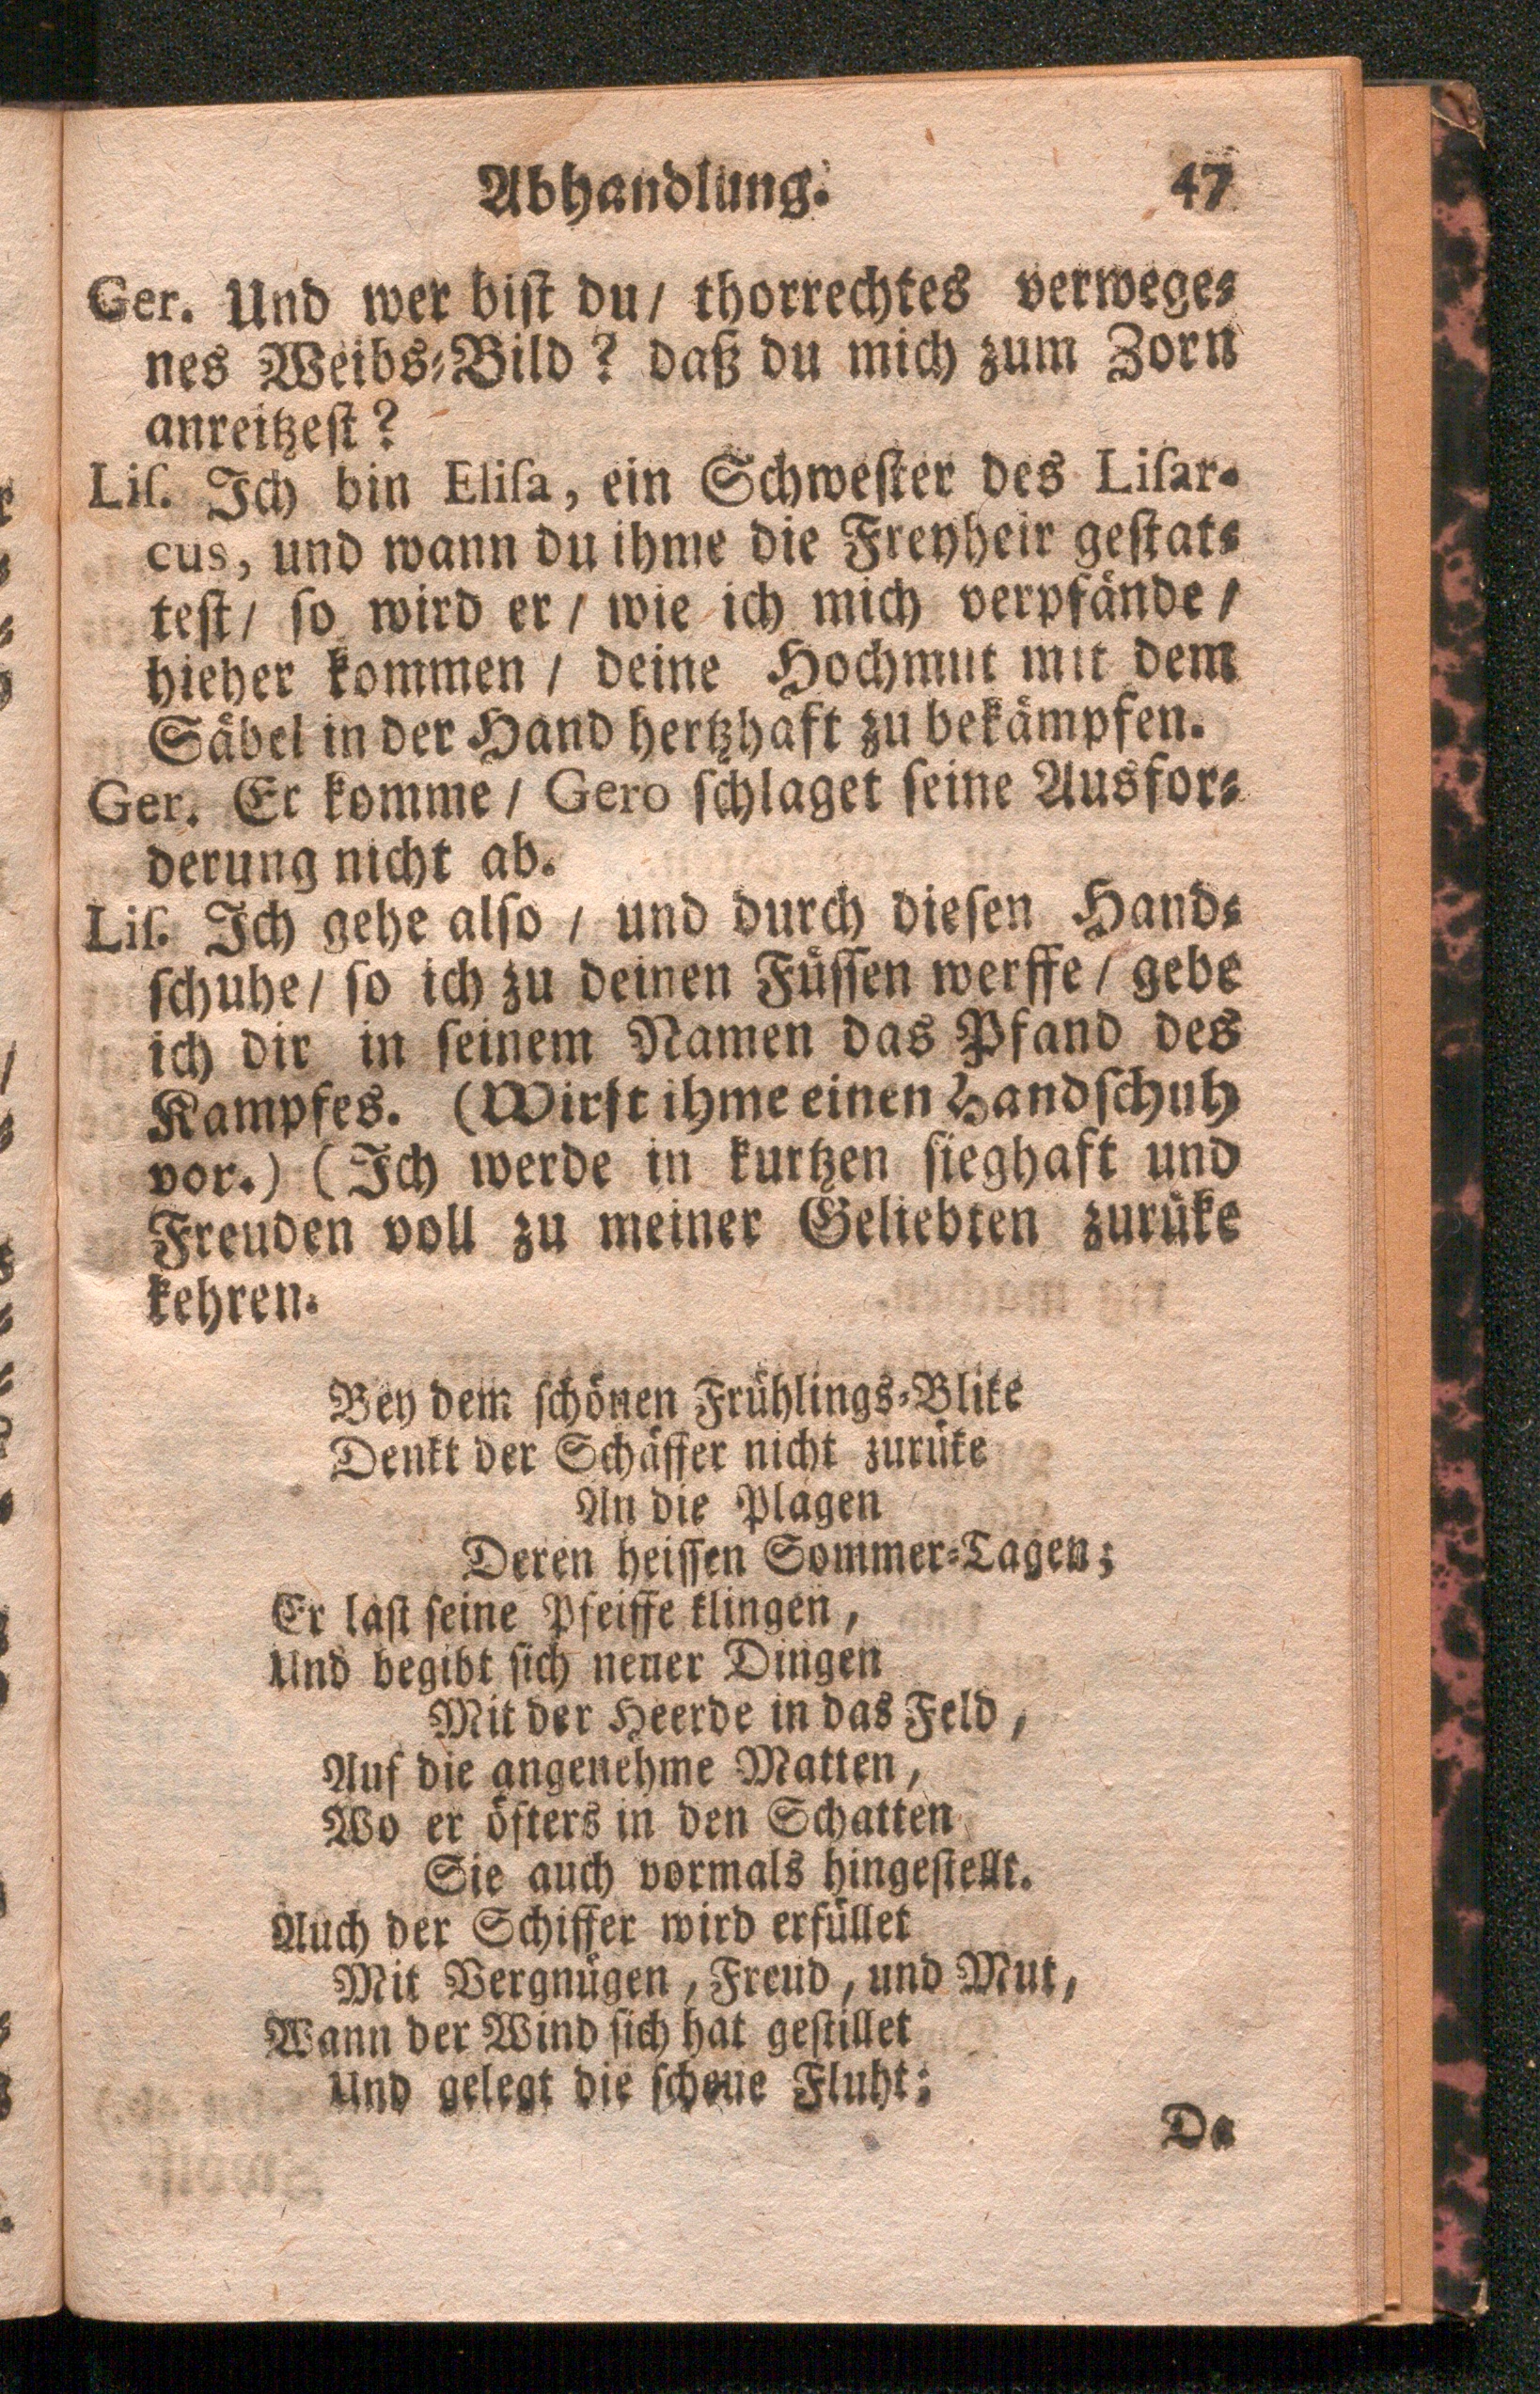 Abhandlung. 47
Ger. Und wer bist du/ thorrechtes verwege-
nes Weibs-Bild? daß du mich zum Zorn
anreitzest?
Lis. Ich bin Elisa, ein Schwester des Lisar-
cus, und wann du ihme die Freyheir gestat-
test/ so wird er/ wie ich mich verpfände/
hieher kommen/ deine Hochmut mit dem
Säbel in der Hand hertzhaft zu bekämpfen.
Ger. Er komme/ Gero schlaget seine Ausfor-
derung nicht ab.
Lis. Ich gehe also/ und durch diesen Hand-
schuhe/ so ich zu deinen Füssen werffe/ gebe
ich dir in seinem Namen das Pfand des
Kampfes. (Wirft ihme einen Handschuh
vor.) (Ich werde in kurtzen sieghaft und
Freuden voll zu meiner Geliebten zurüke
kehren.
Bey dem schönen Frühlings-Blike
Denkt der Schäffer nicht zurüke
An die Plagen
Deren heissen Sommer-Tagen;
Er last seine Pfeiffe klingen,
Und begibt sich neuer Dingen
Mit der Heerde in das Feld,
Auf die angenehme Matten,
Wo er öfters in den Schatten
Sie auch vormals hingestellt.
Auch der Schiffer wird erfüllet
Mit Vergnügen, Freud, und Mut,
Wann der Wind sich hat gestillet
Und gelegt die scheue Fluht;
Da